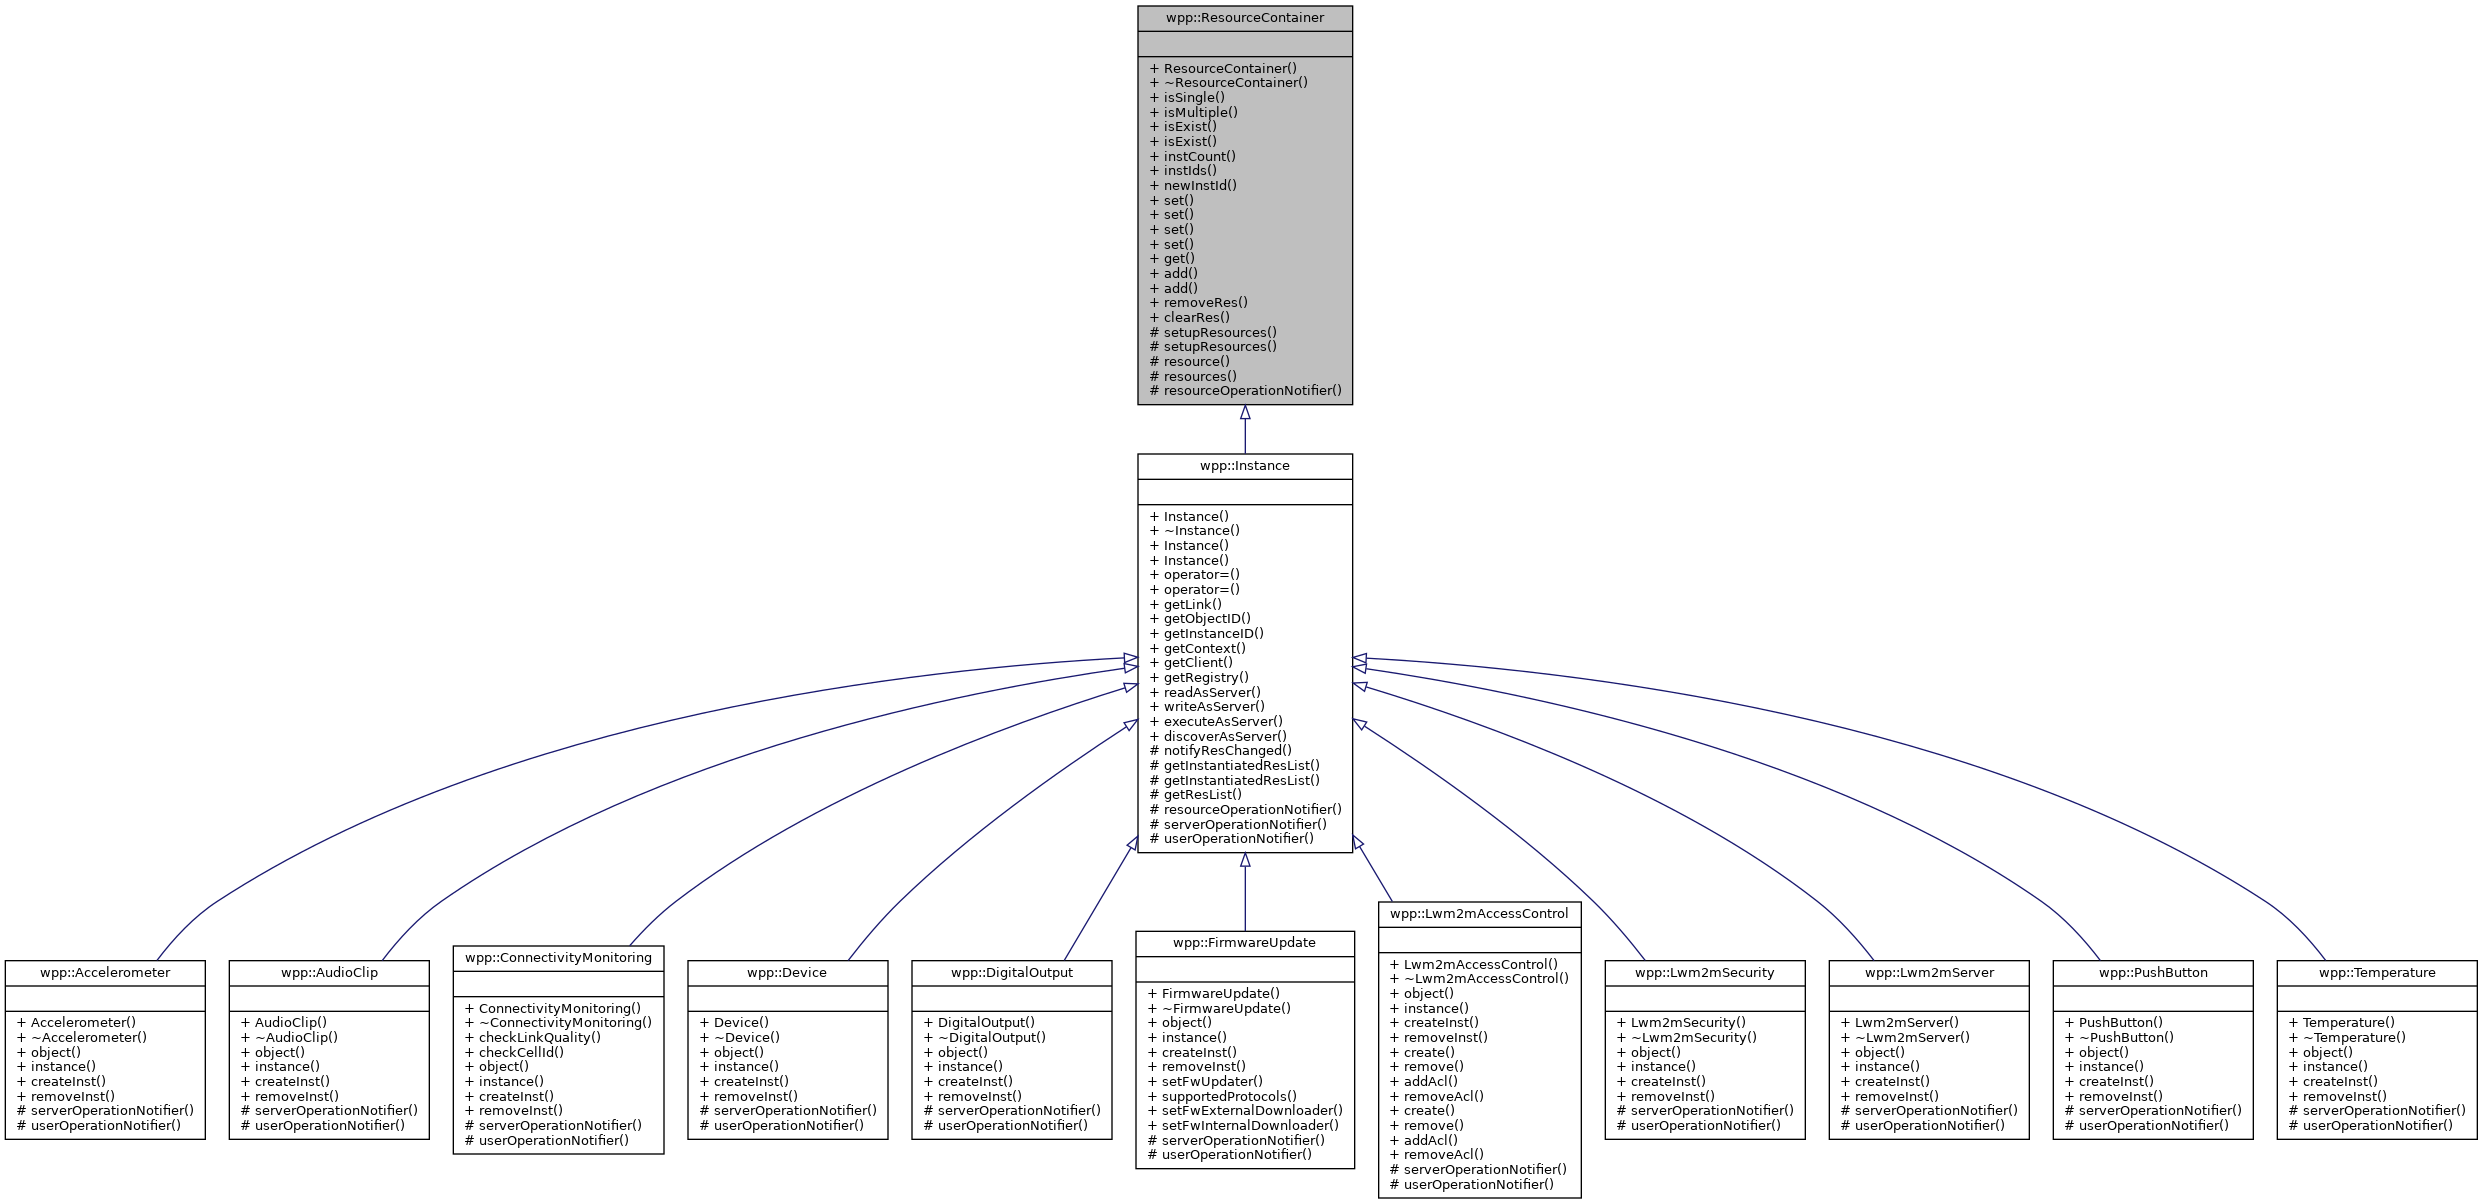 wpp::ResourceContainer
+ ResourceContainer()
+ ~ResourceContainer()
+ isSingle()
+ isMultiple()
+ isExist()
+ isExist()
+ instCount()
+ instIds()
+ newInstId()
+ set()
+ set()
+ set()
+ set()
+ get()
+ add()
+ add()
+ removeRes()
+ clearRes()
# setupResources()
# setupResources()
# resource()
# resources()
# resourceOperationNotifier()
wpp::Instance
+ Instance()
+ ~Instance()
+ Instance()
+ Instance()
+ operator=()
+ operator=()
+ getLink()
+ getObjectID()
+ getInstanceID()
+ getContext()
+ getClient()
+ getRegistry()
+ readAsServer()
+ writeAsServer()
+ executeAsServer()
+ discoverAsServer()
# notifyResChanged()
# getInstantiatedResList()
# getInstantiatedResList()
# getResList()
# resourceOperationNotifier()
# serverOperationNotifier()
# userOperationNotifier()
wpp::Accelerometer
+ Accelerometer()
+ ~Accelerometer()
+ object()
+ instance()
+ createInst()
+ removeInst()
# serverOperationNotifier()
# userOperationNotifier()
wpp::AudioClip
+ AudioClip()
+ ~AudioClip()
+ object()
+ instance()
+ createInst()
+ removeInst()
# serverOperationNotifier()
# userOperationNotifier()
wpp::ConnectivityMonitoring
+ ConnectivityMonitoring()
+ ~ConnectivityMonitoring()
+ checkLinkQuality()
+ checkCellId()
+ object()
+ instance()
+ createInst()
+ removeInst()
# serverOperationNotifier()
# userOperationNotifier()
wpp::Device
+ Device()
+ ~Device()
+ object()
+ instance()
+ createInst()
+ removeInst()
# serverOperationNotifier()
# userOperationNotifier()
wpp::DigitalOutput
+ DigitalOutput()
+ ~DigitalOutput()
+ object()
+ instance()
+ createInst()
+ removeInst()
# serverOperationNotifier()
# userOperationNotifier()
wpp::FirmwareUpdate
+ FirmwareUpdate()
+ ~FirmwareUpdate()
+ object()
+ instance()
+ createInst()
+ removeInst()
+ setFwUpdater()
+ supportedProtocols()
+ setFwExternalDownloader()
+ setFwInternalDownloader()
# serverOperationNotifier()
# userOperationNotifier()
wpp::Lwm2mAccessControl
+ Lwm2mAccessControl()
+ ~Lwm2mAccessControl()
+ object()
+ instance()
+ createInst()
+ removeInst()
+ create()
+ remove()
+ addAcl()
+ removeAcl()
+ create()
+ remove()
+ addAcl()
+ removeAcl()
# serverOperationNotifier()
# userOperationNotifier()
wpp::Lwm2mSecurity
+ Lwm2mSecurity()
+ ~Lwm2mSecurity()
+ object()
+ instance()
+ createInst()
+ removeInst()
# serverOperationNotifier()
# userOperationNotifier()
wpp::Lwm2mServer
+ Lwm2mServer()
+ ~Lwm2mServer()
+ object()
+ instance()
+ createInst()
+ removeInst()
# serverOperationNotifier()
# userOperationNotifier()
wpp::PushButton
+ PushButton()
+ ~PushButton()
+ object()
+ instance()
+ createInst()
+ removeInst()
# serverOperationNotifier()
# userOperationNotifier()
wpp::Temperature
+ Temperature()
+ ~Temperature()
+ object()
+ instance()
+ createInst()
+ removeInst()
# serverOperationNotifier()
# userOperationNotifier()